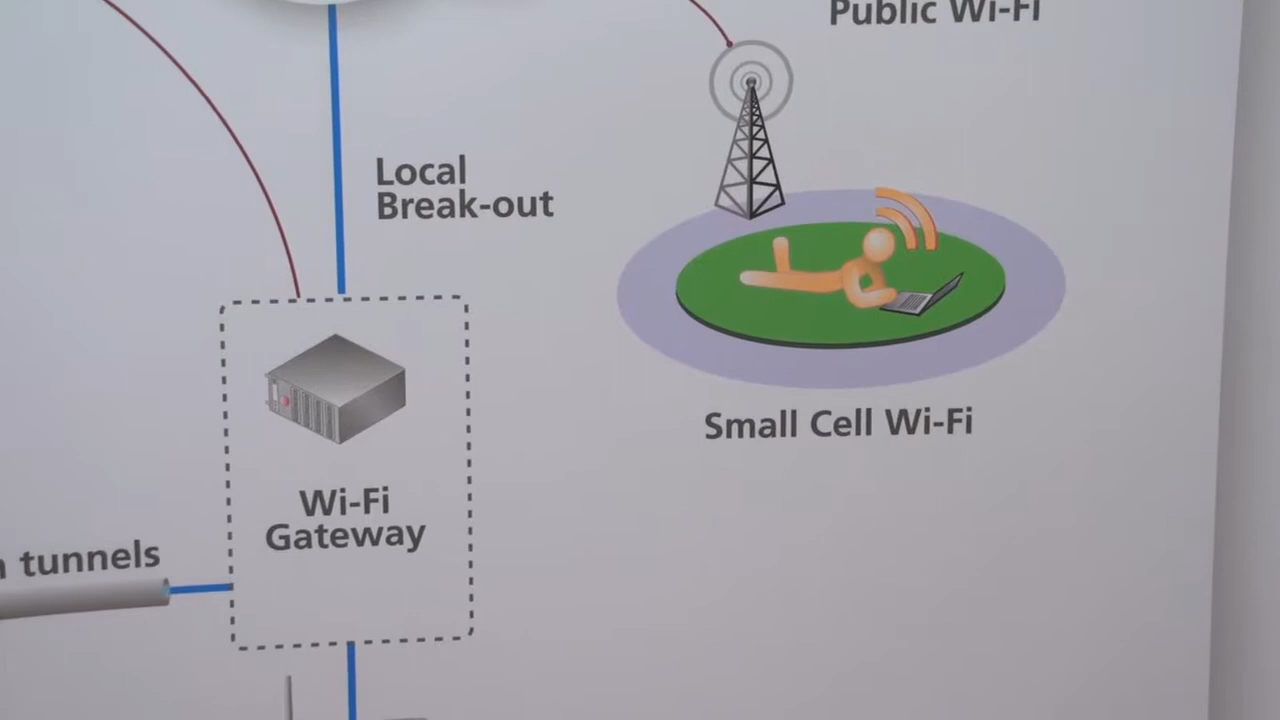 Public Wi-Fi
Local
Break-out
Small Cell Wi-Fi
Wi-Fi
Gateway
tunnels